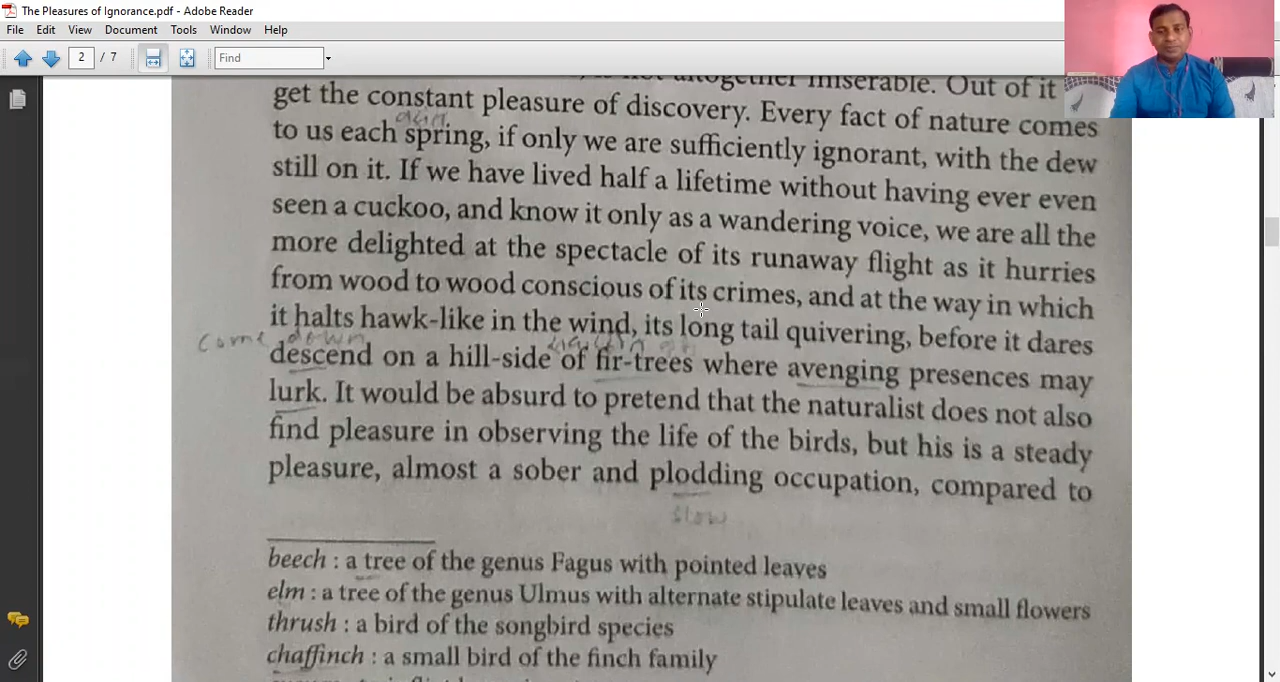 The Pleasures of Ignorance.pdf - Adobe Reader
File Edit View Document Tools Window Help
2 / 7 Find
altogether miserable. Out of it
get the constant pleasure of discovery. Every fact of nature comes
to us each spring, if only we are sufficiently ignorant, with the dew
still on it. If we have lived half a lifetime without having ever even
seen a cuckoo, and know it only as a wandering voice, we are all the
more delighted at the spectacle of its runaway flight as it hurries
from wood to wood conscious of its crimes, and at the way in which
it halts hawk-like in the wind, its long tail quivering, before it dares
come down
descend on a hill-side of fir-trees where avenging presences may
lurk. It would be absurd to pretend that the naturalist does not also
find pleasure in observing the life of the birds, but his is a steady
pleasure, almost a sober and plodding occupation, compared to
slow
beech : a tree of the genus Fagus with pointed leaves
elm : a tree of the genus Ulmus with alternate stipulate leaves and small flowers
thrush : a bird of the songbird species
chaffinch : a small bird of the finch family